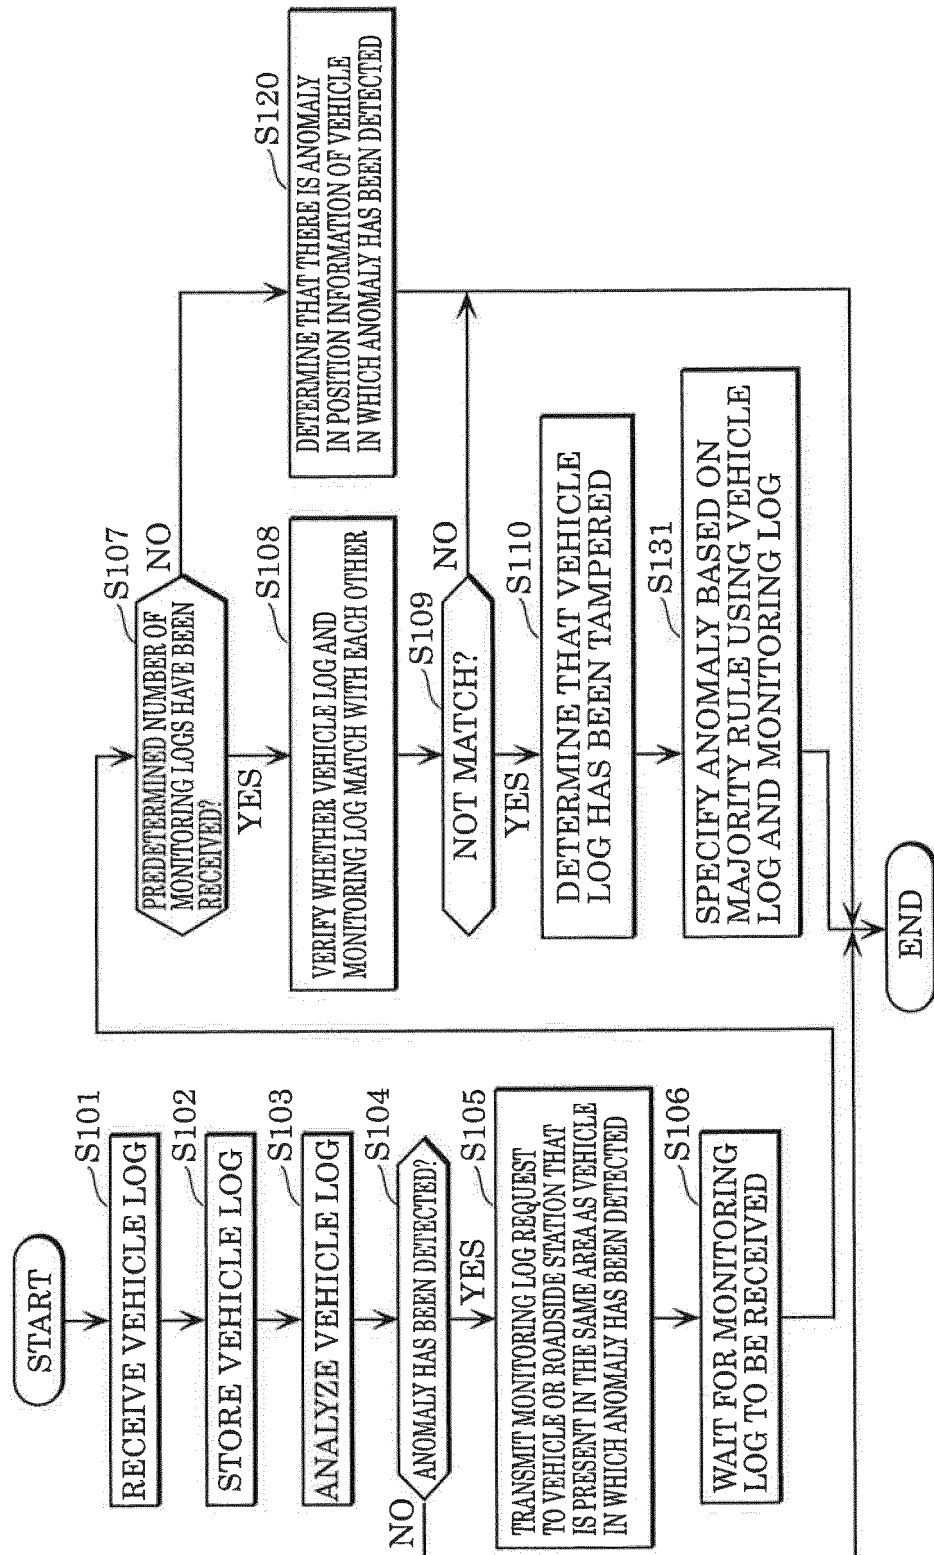 START
S101
RECEIVE VEHICLE LOG
S102
STORE VEHICLE LOG
S103
ANALYZE VEHICLE LOG
S104
ANOMALY HAS BEEN DETECTED?
NO
YES
S105
TRANSMIT MONITORING LOG REQUEST
TO VEHICLE OR ROADSIDE STATION THAT
IS PRESENT IN THE SAME AREA AS VEHICLE
IN WHICH ANOMALY HAS BEEN DETECTED
S106
WAIT FOR MONITORING
LOG TO BE RECEIVED
S107
PREDETERMINED NUMBER OF
MONITORING LOGS HAVE BEEN
RECEIVED?
NO
YES
S120
DETERMINE THAT THERE IS ANOMALY
IN POSITION INFORMATION OF VEHICLE
IN WHICH ANOMALY HAS BEEN DETECTED
S108
VERIFY WHETHER VEHICLE LOG AND
MONITORING LOG MATCH WITH EACH OTHER
S109
NOT MATCH?
NO
YES
S110
DETERMINE THAT VEHICLE
LOG HAS BEEN TAMPERED
S131
SPECIFY ANOMALY BASED ON
MAJORITY RULE USING VEHICLE
LOG AND MONITORING LOG
END